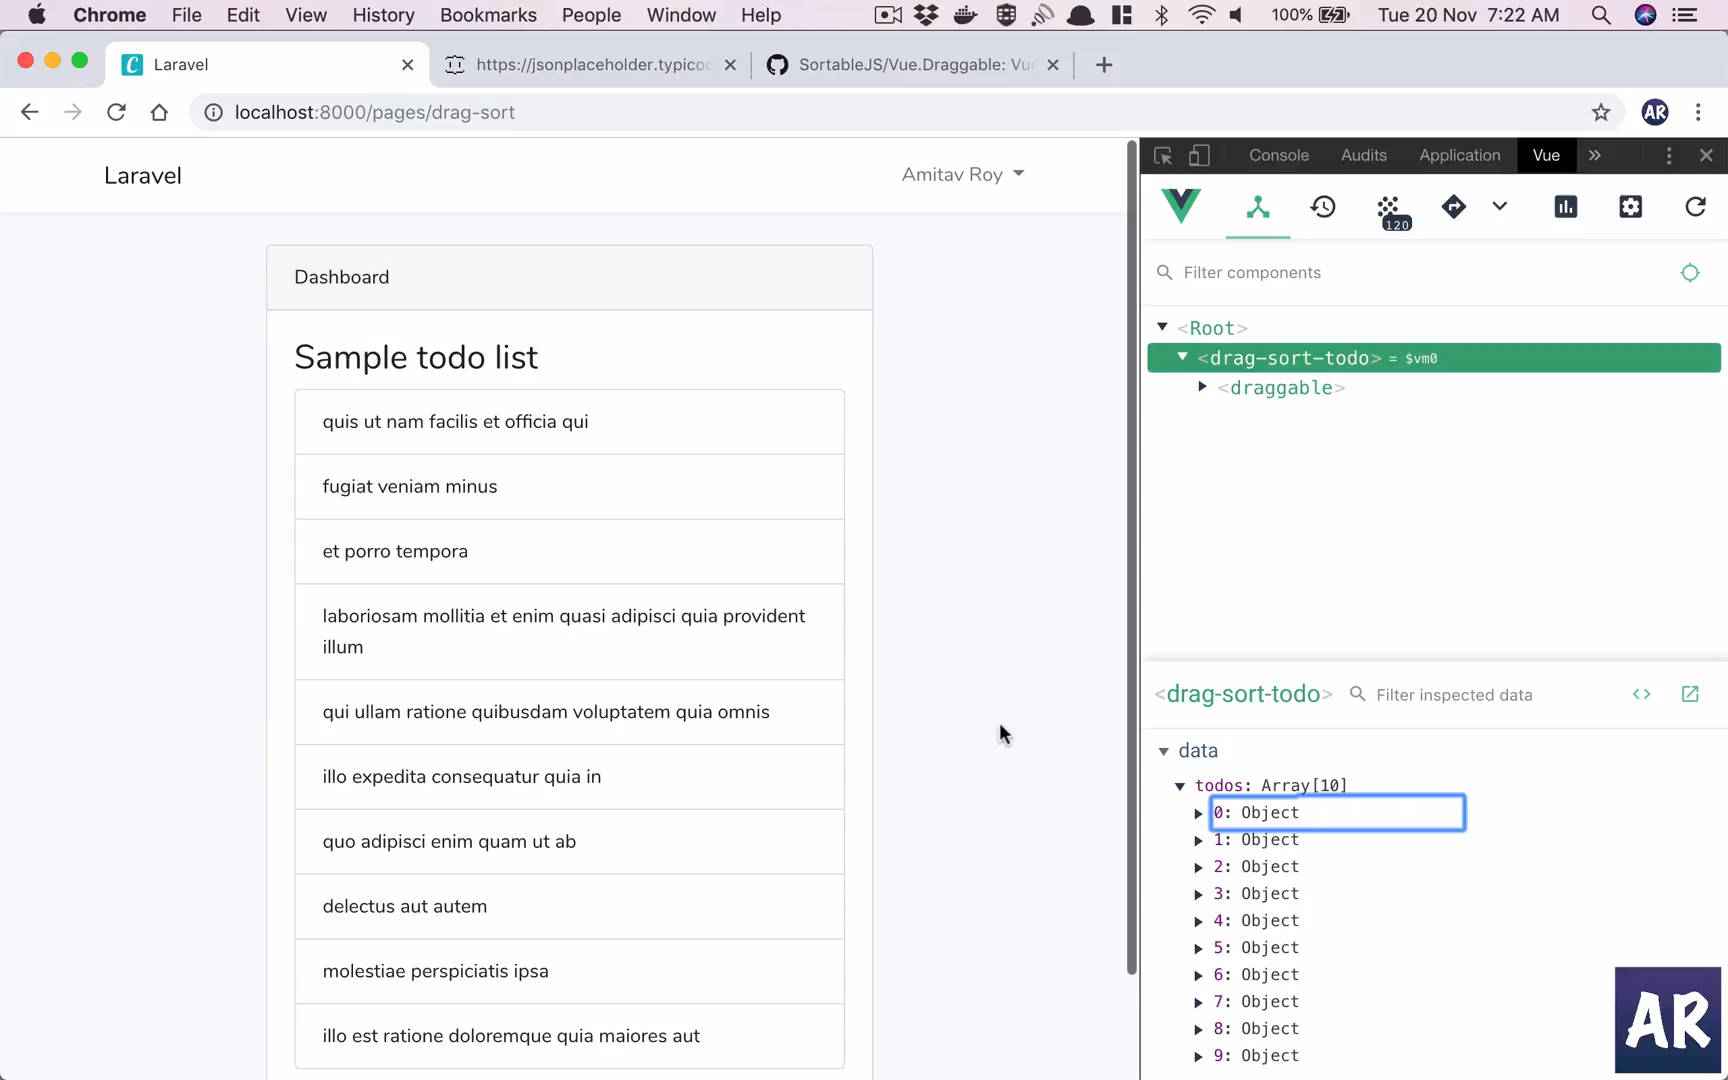 Chrome File Edit View History Bookmarks People Window Help 100% Tue 20 Nov 7:22 AM
Laravel https://jsonplaceholder.typicod SortableJS/Vue.Draggable: Vu
localhost:8000/pages/drag-sort AR
Laravel Amitav Roy
Console Audits Application Vue »
120
Dashboard
Filter components
Sample todo list
<Root>
<drag-sort-todo> = $vm0
<draggable>
quis ut nam facilis et officia qui
fugiat veniam minus
et porro tempora
laboriosam mollitia et enim quasi adipisci quia provident
illum
qui ullam ratione quibusdam voluptatem quia omnis
illo expedita consequatur quia in
quo adipisci enim quam ut ab
delectus aut autem
molestiae perspiciatis ipsa
illo est ratione doloremque quia maiores aut
<drag-sort-todo> Filter inspected data <>
data
todos: Array[10]
0: Object
1: Object
2: Object
3: Object
4: Object
5: Object
6: Object
7: Object
8: Object
9: Object
AR